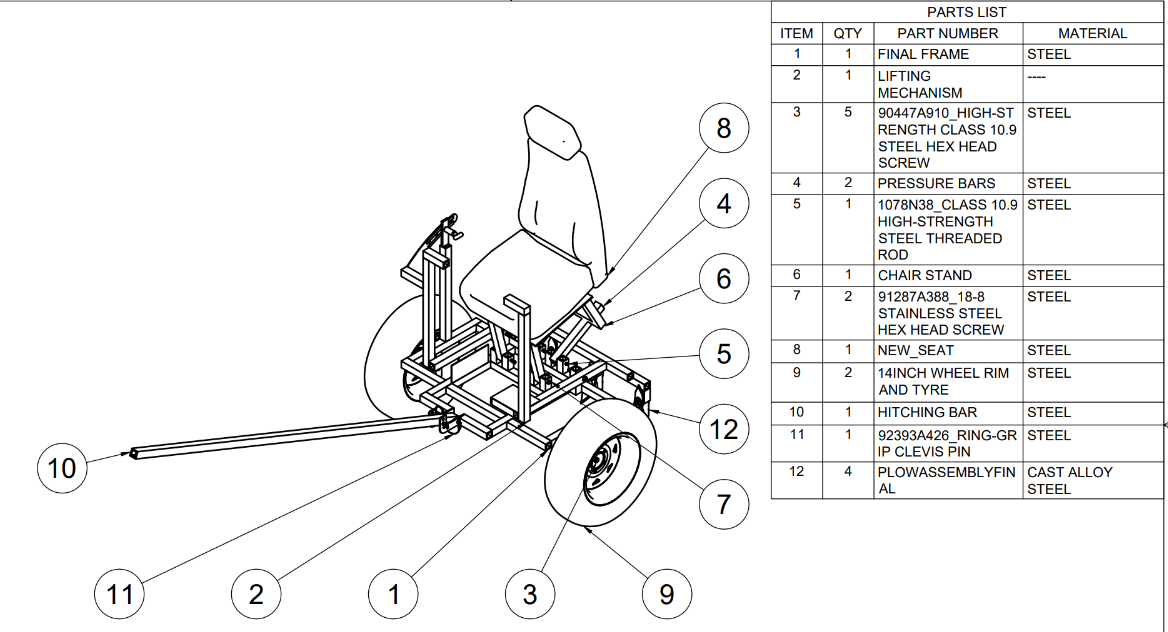 PARTS LIST
ITEM QTY PART NUMBER MATERIAL
1 1 FINAL FRAME STEEL
2 1 LIFTING ----
MECHANISM
3 5 90447A910_HIGH-ST STEEL
RENGTH CLASS 10.9
STEEL HEX HEAD
SCREW
4 2 PRESSURE BARS STEEL
5 1 1078N38_CLASS 10.9 STEEL
HIGH-STRENGTH
STEEL THREADED
ROD
6 1 CHAIR STAND STEEL
7 2 91287A388_18-8 STEEL
STAINLESS STEEL
HEX HEAD SCREW
8 1 NEW_SEAT STEEL
9 2 14INCH WHEEL RIM STEEL
AND TYRE
10 1 HITCHING BAR STEEL
11 1 92393A426_RING-GR STEEL
IP CLEVIS PIN
12 4 PLOWASSEMBLYFIN CAST ALLOY
AL STEEL
8
4
6
5
12
10
7
11
2
1
3
9